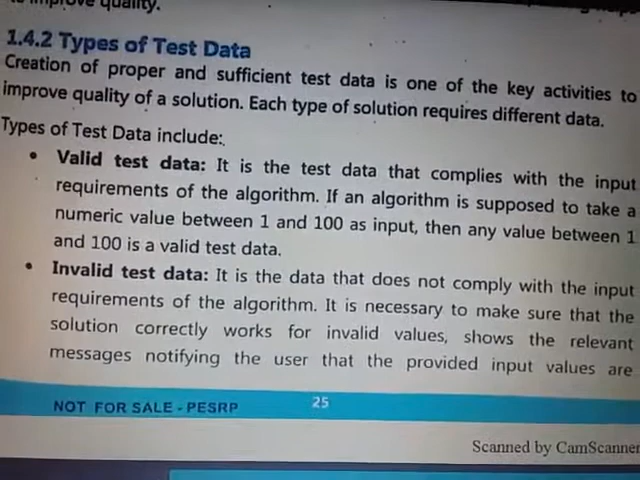 improve quality.
1.4.2 Types of Test Data
Creation of proper and sufficient test data is one of the key activities to
improve quality of a solution. Each type of solution requires different data.
Types of Test Data include:
• Valid test data: It is the test data that complies with the input
requirements of the algorithm. If an algorithm is supposed to take a
numeric value between 1 and 100 as input, then any value between 1
and 100 is a valid test data.
• Invalid test data: It is the data that does not comply with the input
requirements of the algorithm. It is necessary to make sure that the
solution correctly works for invalid values, shows the relevant
messages notifying the user that the provided input values are
NOT FOR SALE - PESRP
25
Scanned by CamScanner